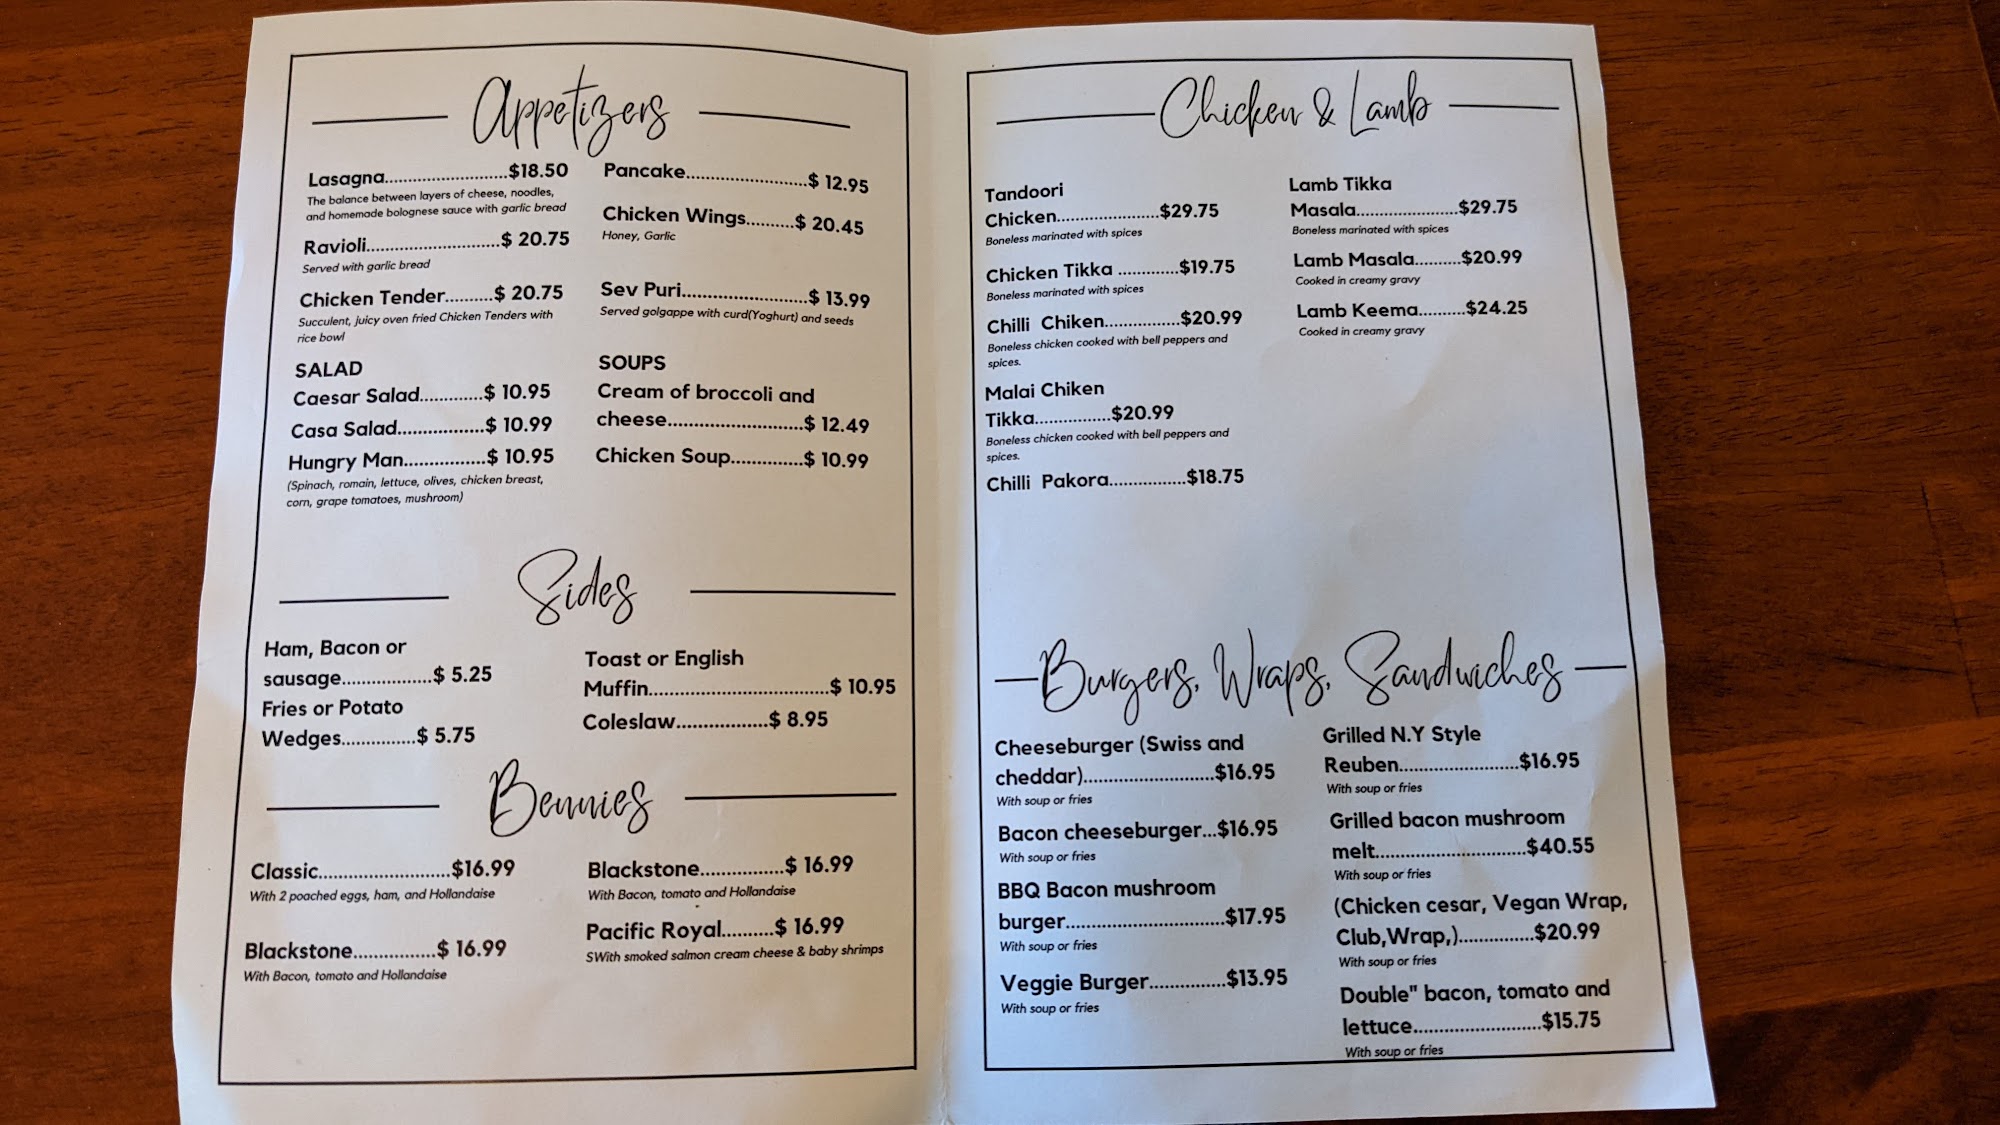 Appetizers
Lasagna............................$18.50
The balance between layers of cheese, noodles,
and homemade bolognese sauce with garlic bread
Ravioli..............................$ 20.75
Served with garlic bread
Chicken Tender..........$ 20.75
Succulent, juicy oven fried Chicken Tenders with
rice bowl
SALAD
Caesar Salad.............$ 10.95
Casa Salad..................$ 10.99
Hungry Man.................$ 10.95
(Spinach, romain, lettuce, olives, chicken breast,
corn, grape tomatoes, mushroom)
Pancake..........................$ 12.95
Chicken Wings..........$ 20.45
Honey, Garlic
Sev Puri...........................$ 13.99
Served golgappe with curd(Yoghurt) and seeds
SOUPS
Cream of broccoli and
cheese.............................$ 12.49
Chicken Soup...............$ 10.99
Sides
Ham, Bacon or
sausage...................$ 5.25
Fries or Potato
Wedges...............$ 5.75
Toast or English
Muffin.....................................$ 10.95
Coleslaw...................$ 8.95
Bennies
Classic...........................$16.99
With 2 poached eggs, ham, and Hollandaise
Blackstone.................$ 16.99
With Bacon, tomato and Hollandaise
Blackstone.................$ 16.99
With Bacon, tomato and Hollandaise
Pacific Royal..........$ 16.99
SWith smoked salmon cream cheese & baby shrimps
Chicken & Lamb
Tandoori
Chicken......................$29.75
Boneless marinated with spices
Chicken Tikka .............$19.75
Boneless marinated with spices
Chilli Chiken................$20.99
Boneless chicken cooked with bell peppers and
spices.
Malai Chiken
Tikka................$20.99
Boneless chicken cooked with bell peppers and
spices.
Chilli Pakora................$18.75
Lamb Tikka
Masala......................$29.75
Boneless marinated with spices
Lamb Masala..........$20.99
Cooked in creamy gravy
Lamb Keema..........$24.25
Cooked in creamy gravy
Burgers, Wraps, Sandwiches
Cheeseburger (Swiss and
cheddar)...........................$16.95
With soup or fries
Bacon cheeseburger...$16.95
With soup or fries
BBQ Bacon mushroom
burger.................................$17.95
With soup or fries
Veggie Burger................$13.95
With soup or fries
Grilled N.Y Style
Reuben.........................$16.95
With soup or fries
Grilled bacon mushroom
melt...............................$40.55
With soup or fries
(Chicken cesar, Vegan Wrap,
Club,Wrap,)................$20.99
With soup or fries
Double" bacon, tomato and
lettuce...........................$15.75
With soup or fries